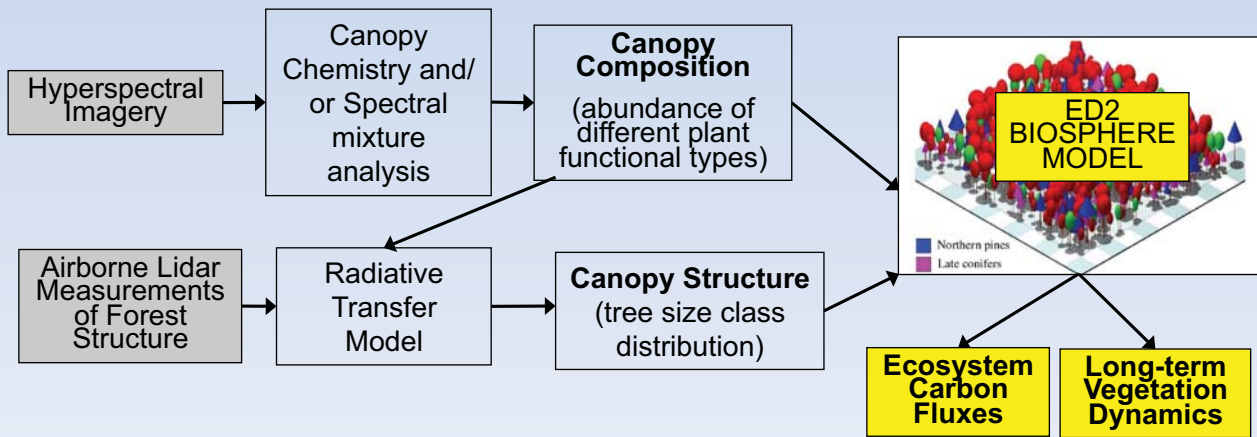 Hyperspectral
Imagery
Canopy
Chemistry and/
or Spectral
mixture
analysis
Canopy
Composition
(abundance of
different plant
functional types)
ED2
BIOSPHERE
MODEL
Northern pines
Late conifers
Airborne Lidar
Measurements
of Forest
Structure
Radiative
Transfer
Model
Canopy Structure
(tree size class
distribution)
Ecosystem
Carbon
Fluxes
Long-term
Vegetation
Dynamics